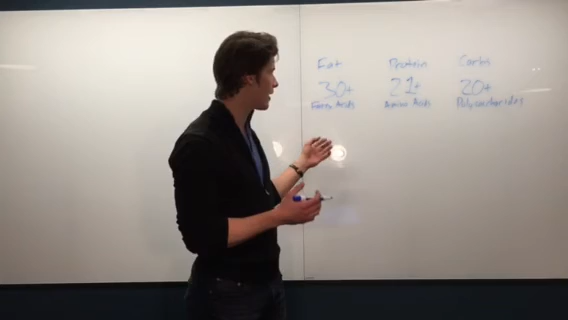 Fat Protein Carbs
30+ 21+ 20+
Fatty Acids Amino Acids Polysaccharides